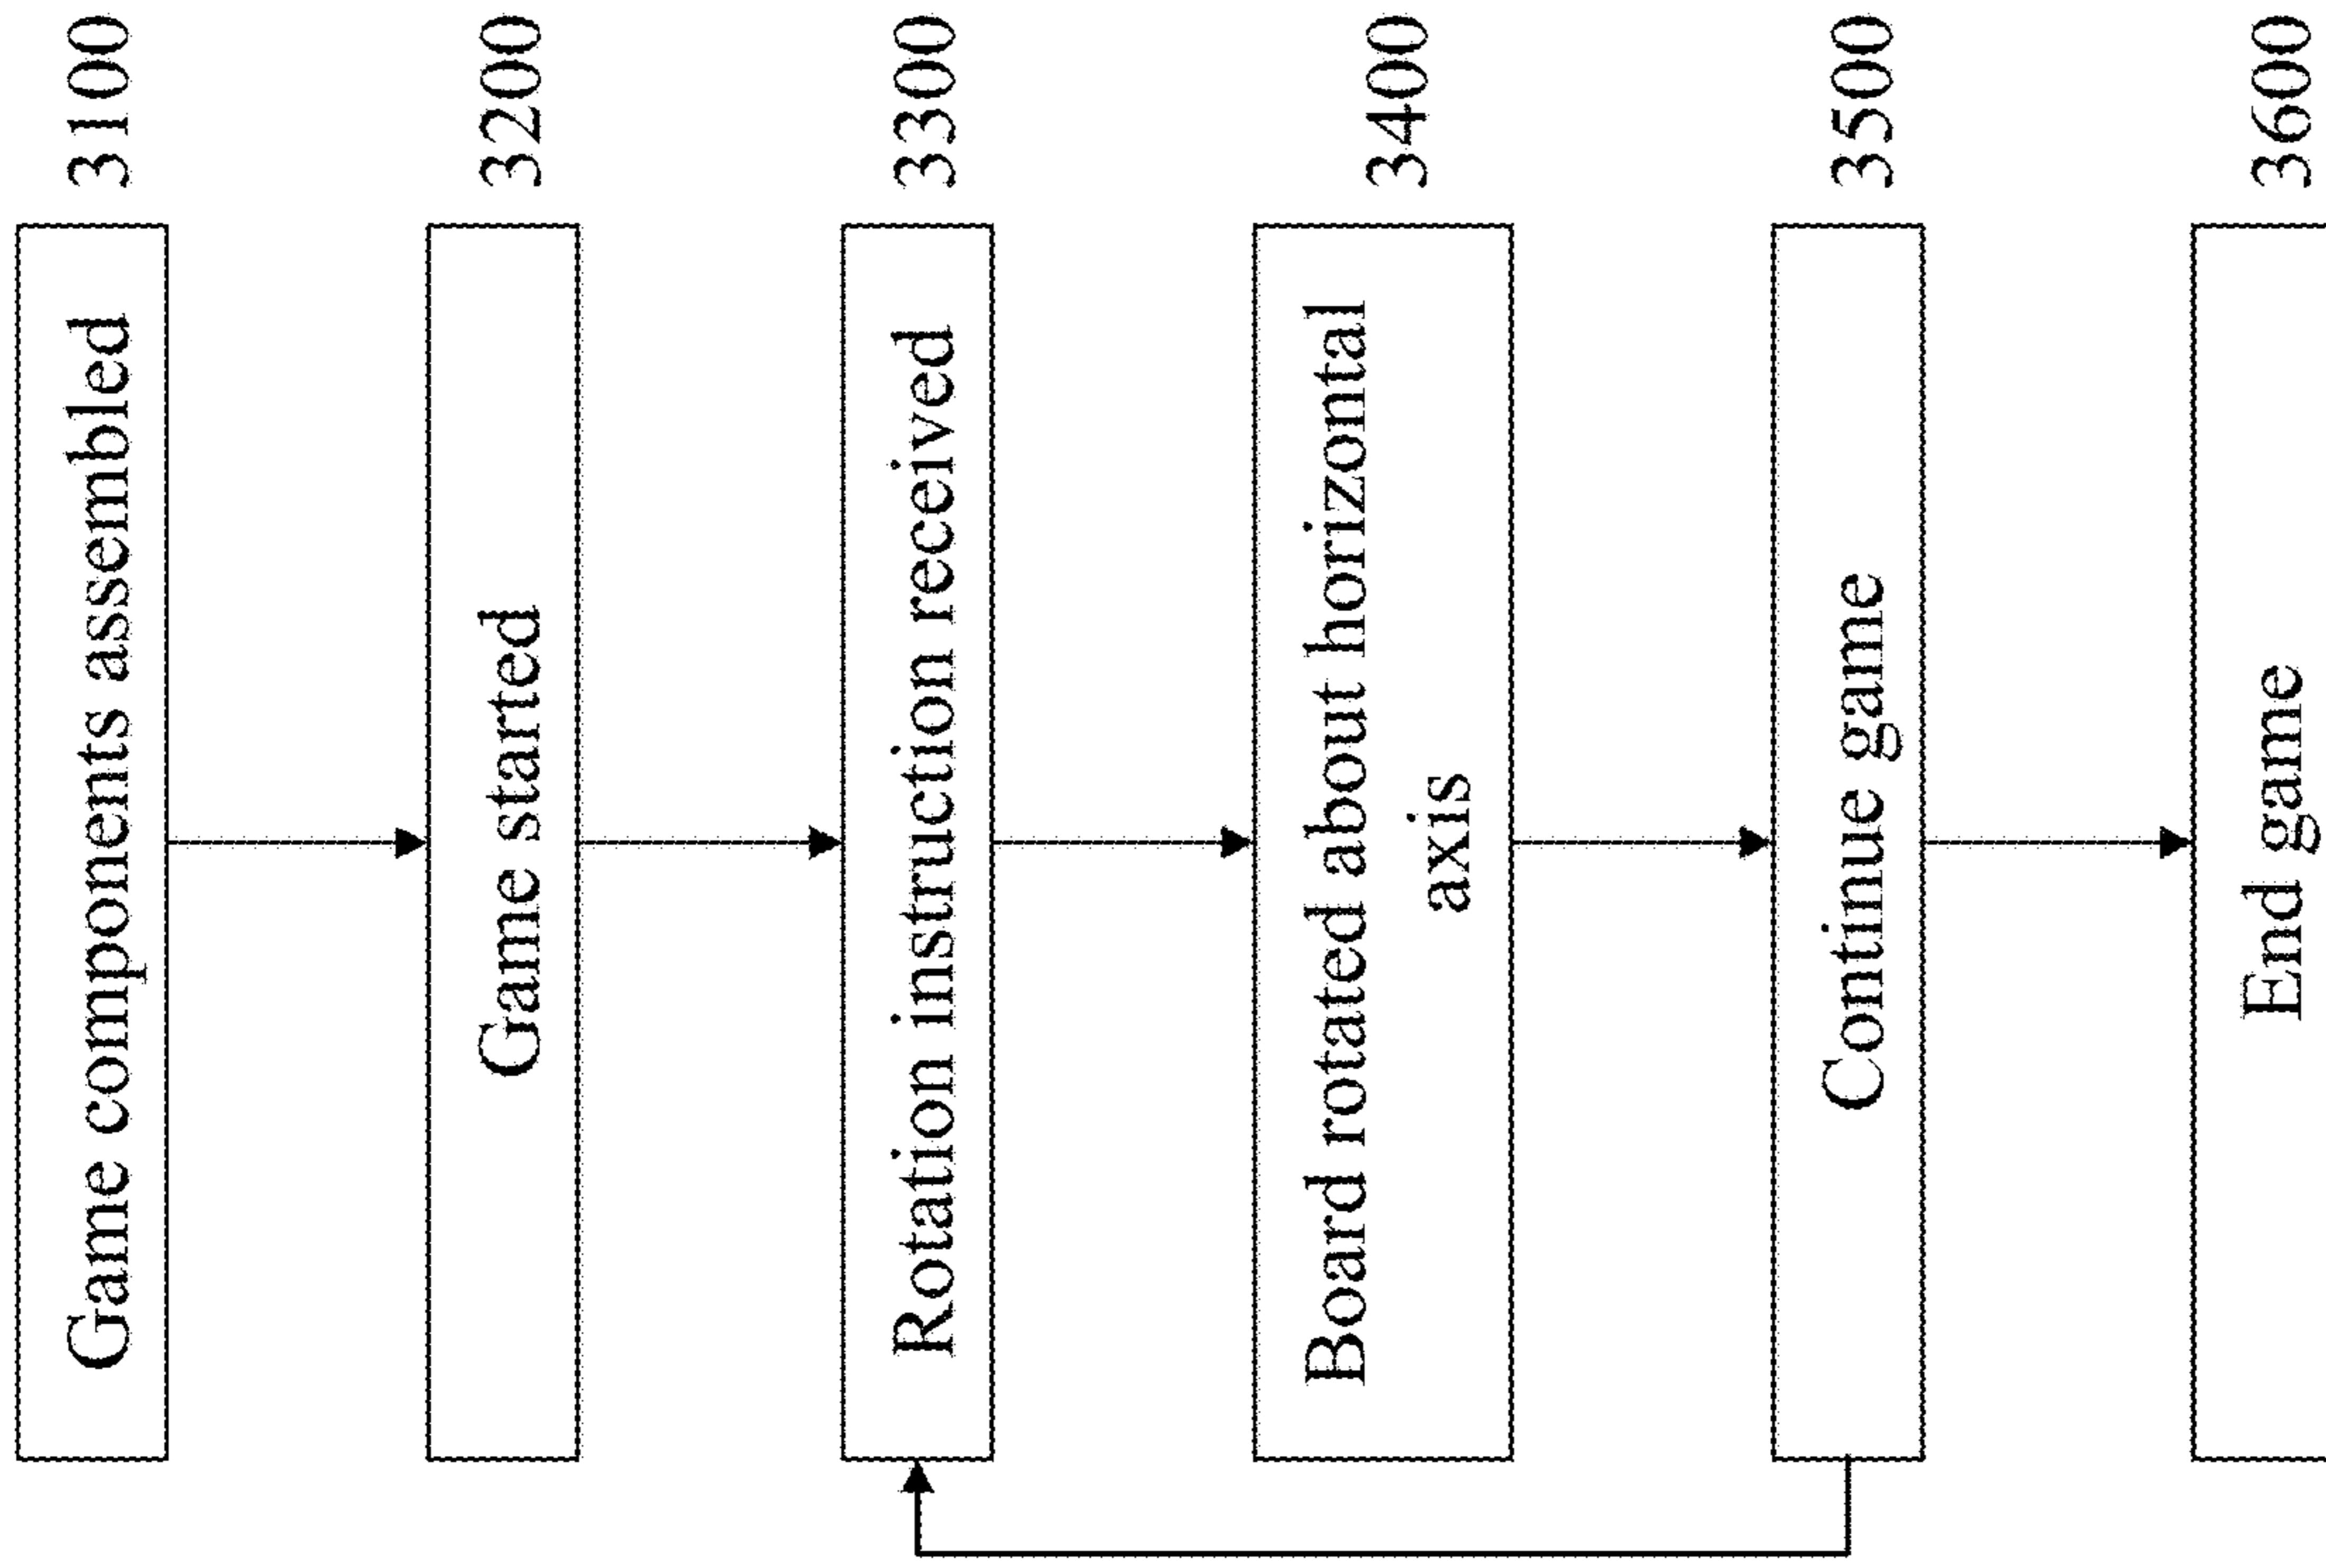 Game components assembled
3100
Game started
3200
Rotation instruction received
3300
Board rotated about horizontal
axis
3400
Continue game
3500
End game
3600